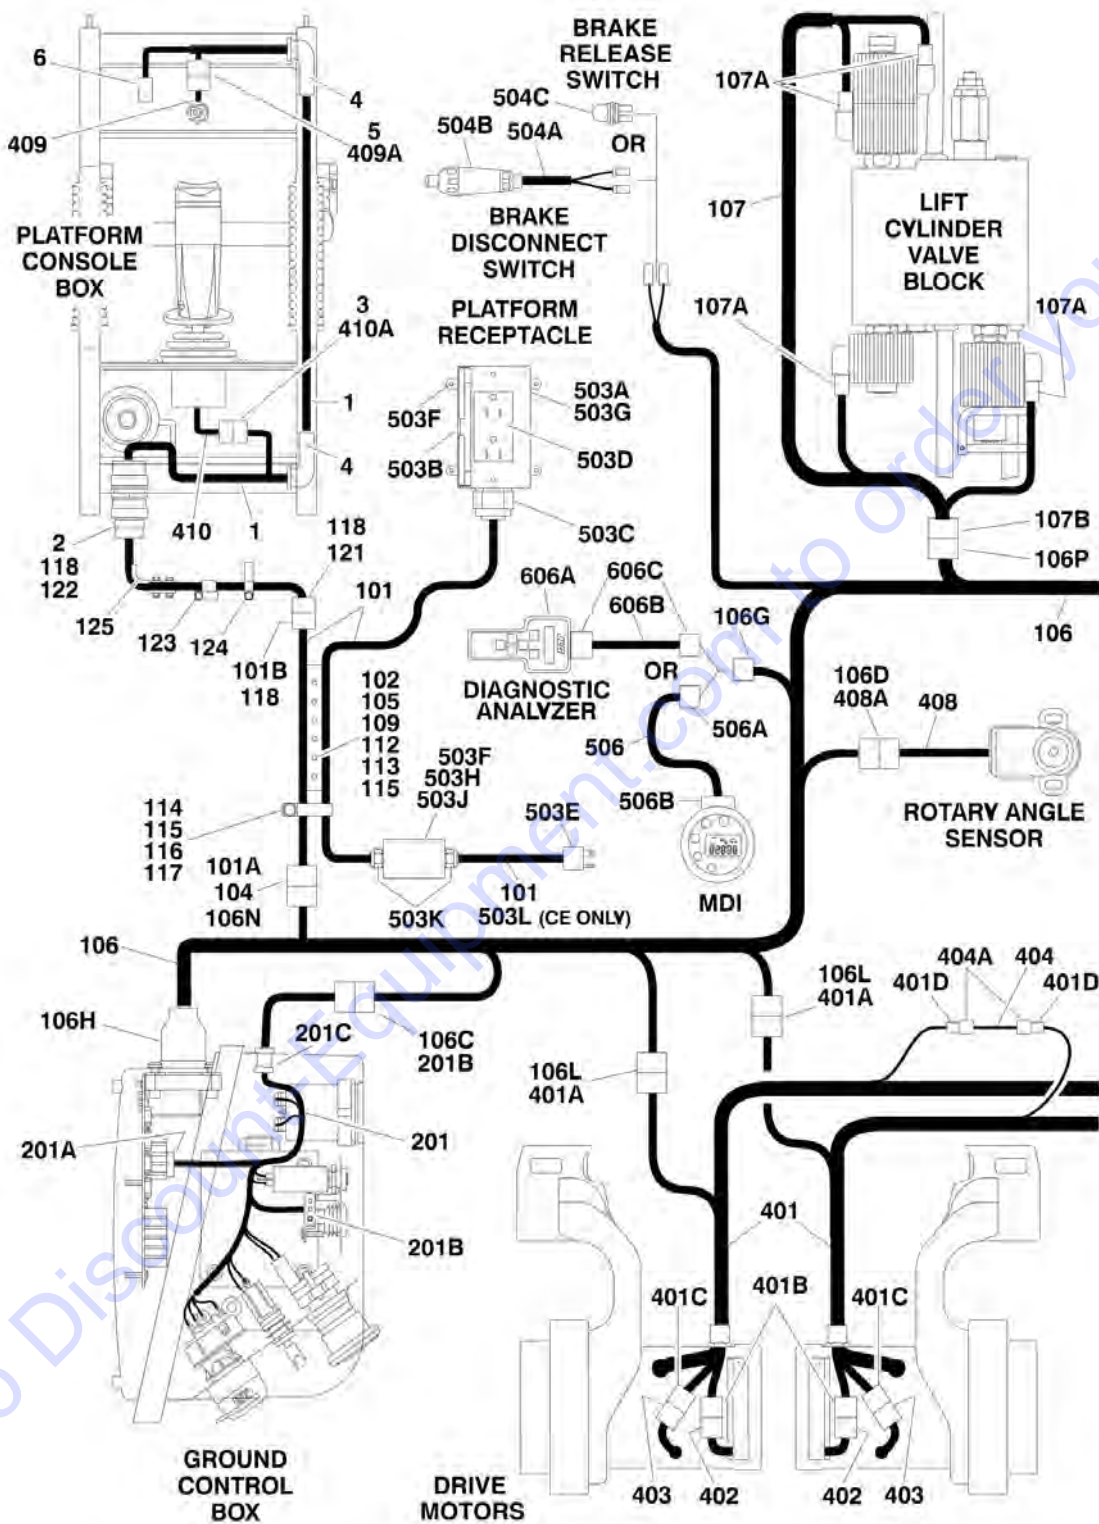 6
409
4
5
409A
PLATFORM
CONSOLE
BOX
3
410A
1
4
2
118
122
410
1
118
121
125
123
124
101B
118
101
BRAKE
RELEASE
SWITCH
504C
504B
504A
OR
BRAKE
DISCONNECT
SWITCH
PLATFORM
RECEPTACLE
503F
503A
503G
503B
503D
503C
107A
107
LIFT
CYLINDER
VALVE
BLOCK
107A
107A
107B
106P
106
606A
606C
606B
106G
DIAGNOSTIC
ANALYZER
OR
506
506A
506B
MDI
106D
408A
408
ROTARY ANGLE
SENSOR
102
105
109
112
113
115
503F
503H
503J
503E
114
115
116
117
101A
104
106N
503K
101
503L (CE ONLY)
106
106H
201C
106C
201B
201A
201
201B
GROUND
CONTROL
BOX
106L
401A
106L
401A
404A
404
401D
401D
401
401C
401B
401C
403
402
402
403
DRIVE
MOTORS
Discount-Equipment.com to order yo